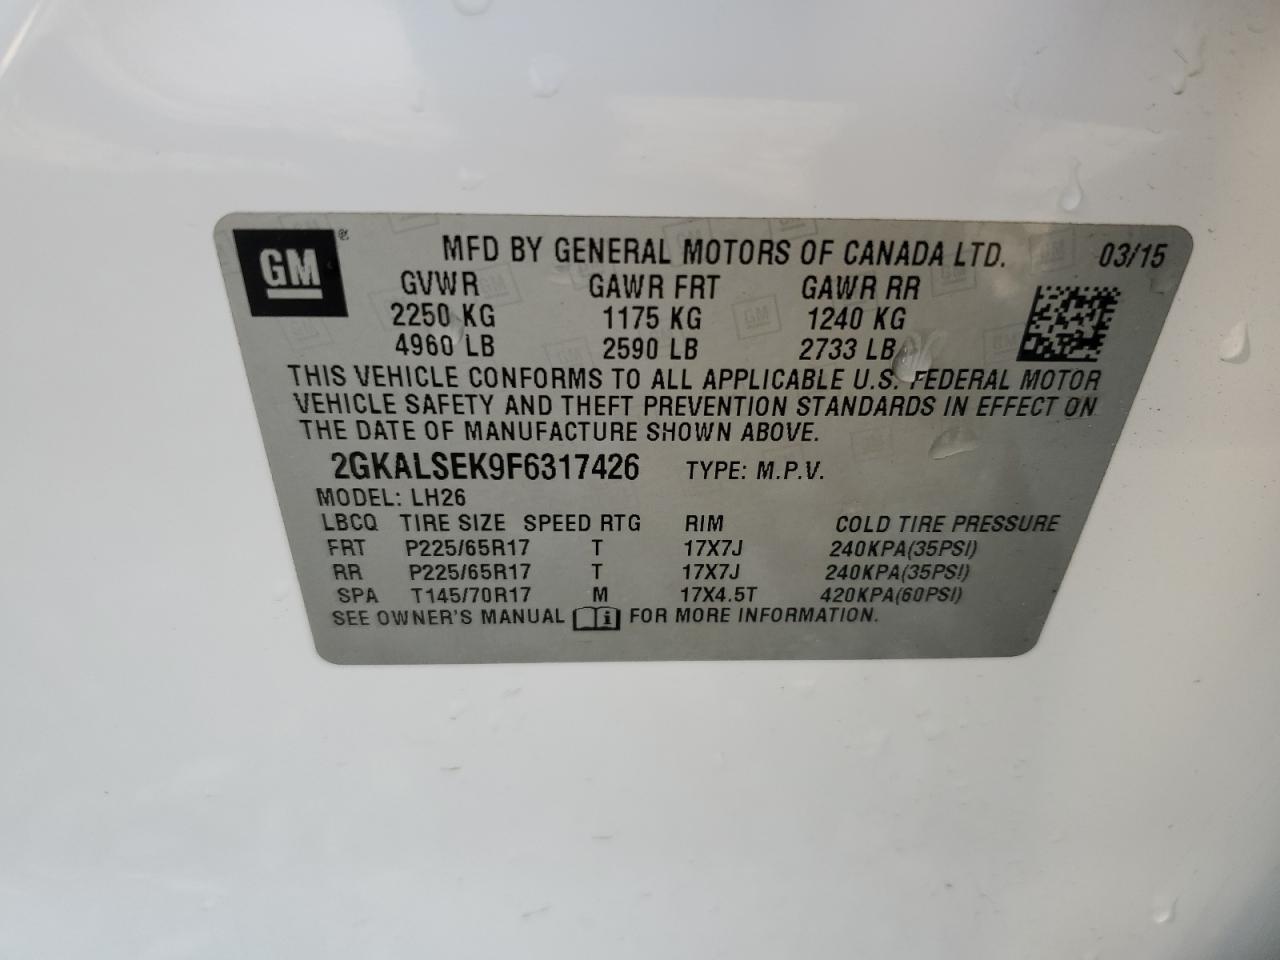 GM
MFD BY GENERAL MOTORS OF CANADA LTD. 03/15
GVWR GAWR FRT GAWR RR
2250 KG 1175 KG 1240 KG
4960 LB 2590 LB 2733 LB
THIS VEHICLE CONFORMS TO ALL APPLICABLE U.S. FEDERAL MOTOR
VEHICLE SAFETY AND THEFT PREVENTION STANDARDS IN EFFECT ON
THE DATE OF MANUFACTURE SHOWN ABOVE.
2GKALSEK9F6317426 TYPE: M.P.V.
MODEL: LH26
LBCQ TIRE SIZE SPEED RTG RIM COLD TIRE PRESSURE
FRT P225/65R17 T 17X7J 240KPA(35PSI)
RR P225/65R17 T 17X7J 240KPA(35PSI)
SPA T145/70R17 M 17X4.5T 420KPA(60PSI)
SEE OWNER'S MANUAL i FOR MORE INFORMATION.